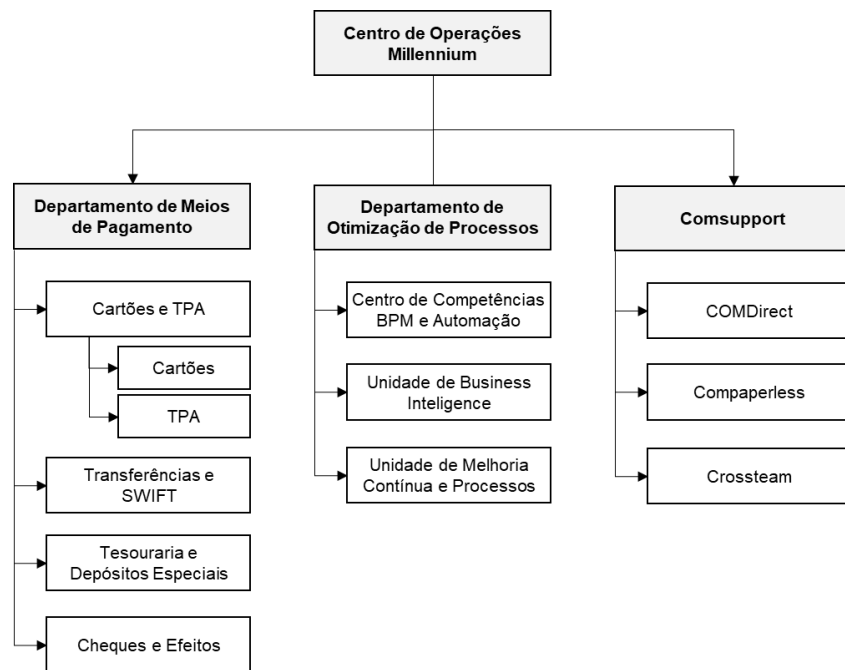 Centro de Operações
Millennium
Departamento de Meios
de Pagamento
Departamento de
Otimização de Processos
Comsupport
Cartões e TPA
Cartões
TPA
Transferências e
SWIFT
Tesouraria e
Depósitos Especiais
Cheques e Efeitos
Centro de Competências
BPM e Automação
Unidade de Business
Inteligence
Unidade de Melhoria
Contínua e Processos
COMDirect
Compaperless
Crossteam